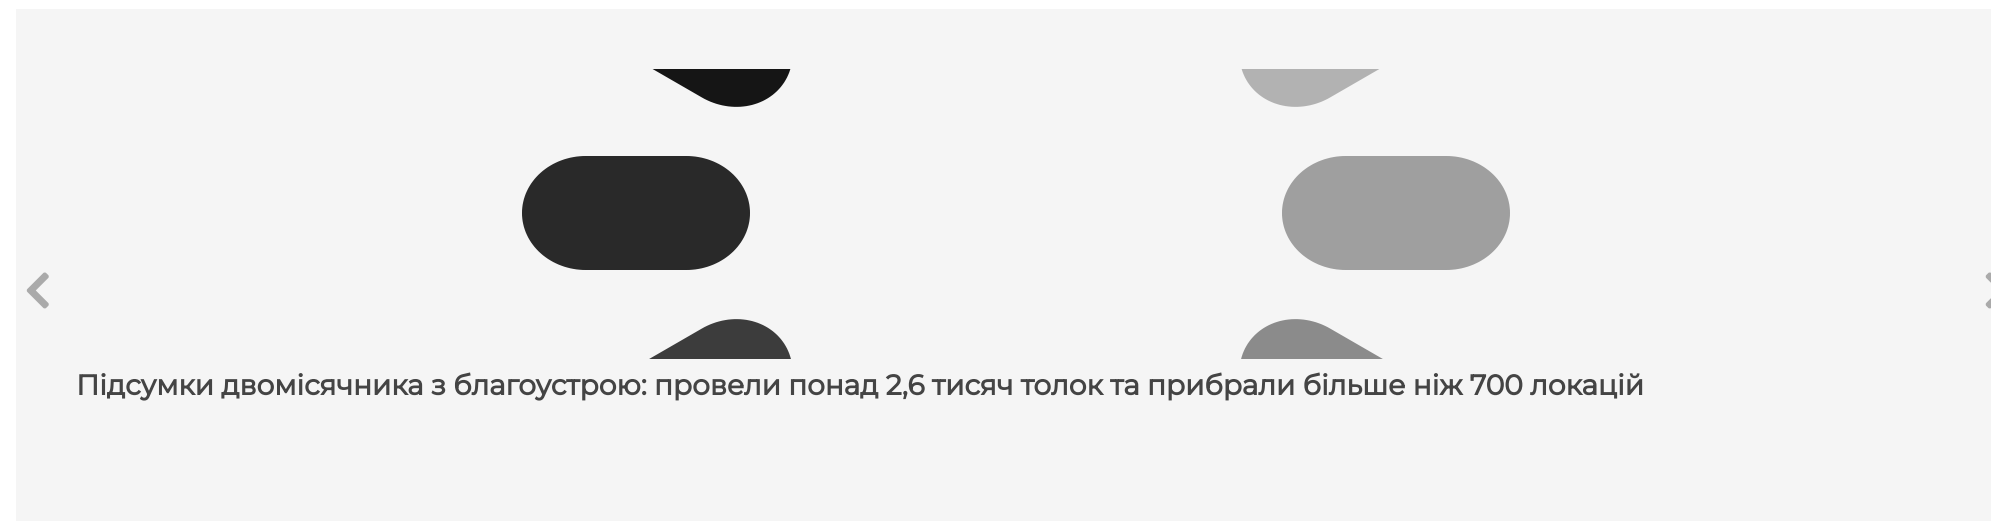 Підсумки двомісячника з благоустрою: провели понад 2,6 тисяч толок та прибрали більше ніж 700 локацій